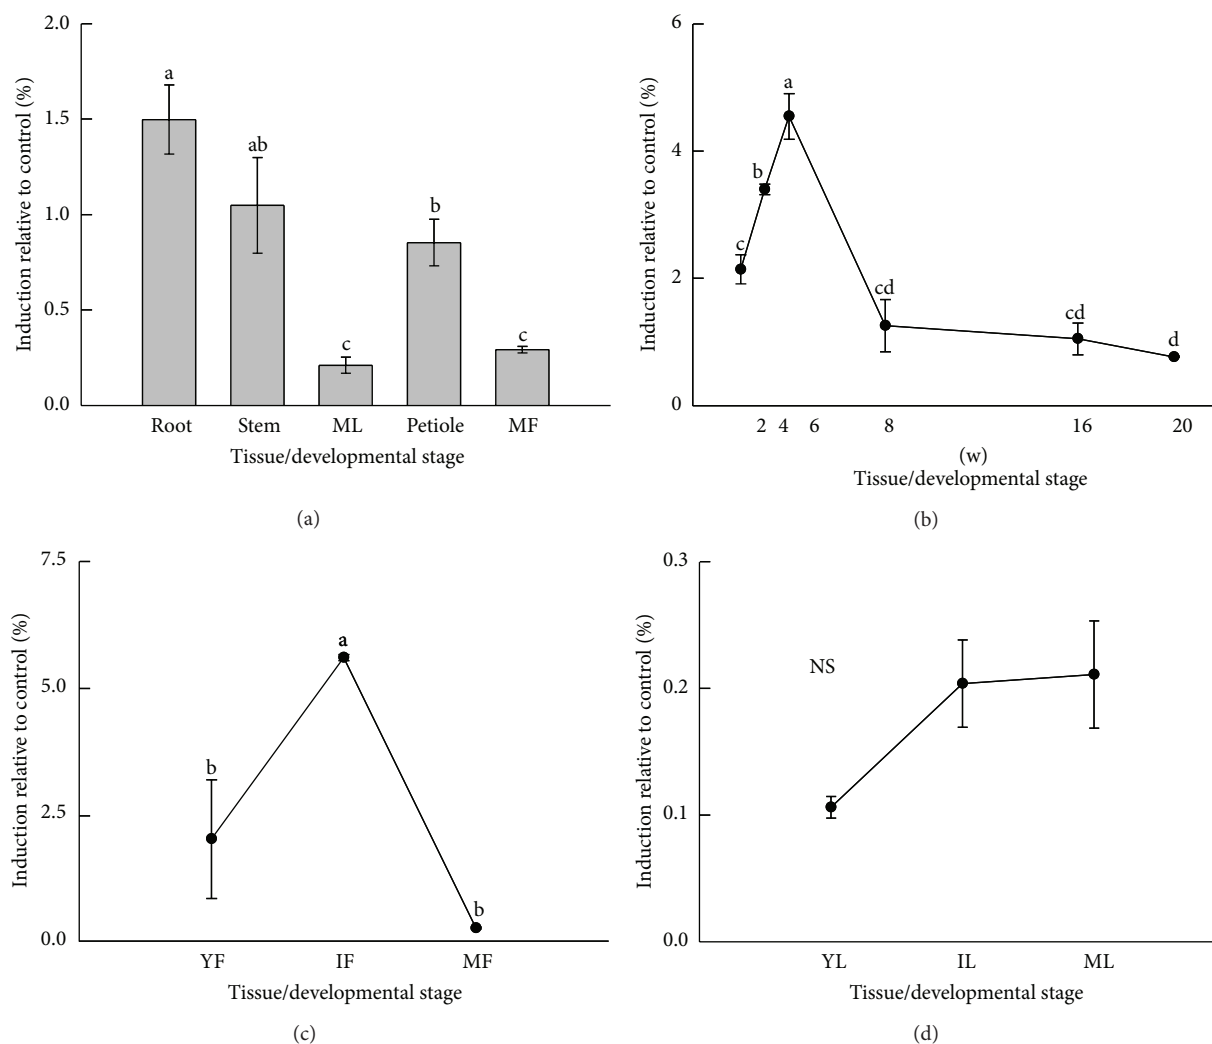 2.0
1.5
1.0
0.5
0.0
Induction relative to control (%)
a
ab
c
b
c
Root Stem ML Petiole MF
Tissue/developmental stage
(a)
6
4
2
0
Induction relative to control (%)
c
b
a
cd
cd
d
2 4 6 8 16 20
(w)
Tissue/developmental stage
(b)
7.5
5.0
2.5
0.0
Induction relative to control (%)
b
a
b
YF IF MF
Tissue/developmental stage
(c)
0.3
0.2
0.1
0.0
Induction relative to control (%)
NS
YL IL ML
Tissue/developmental stage
(d)